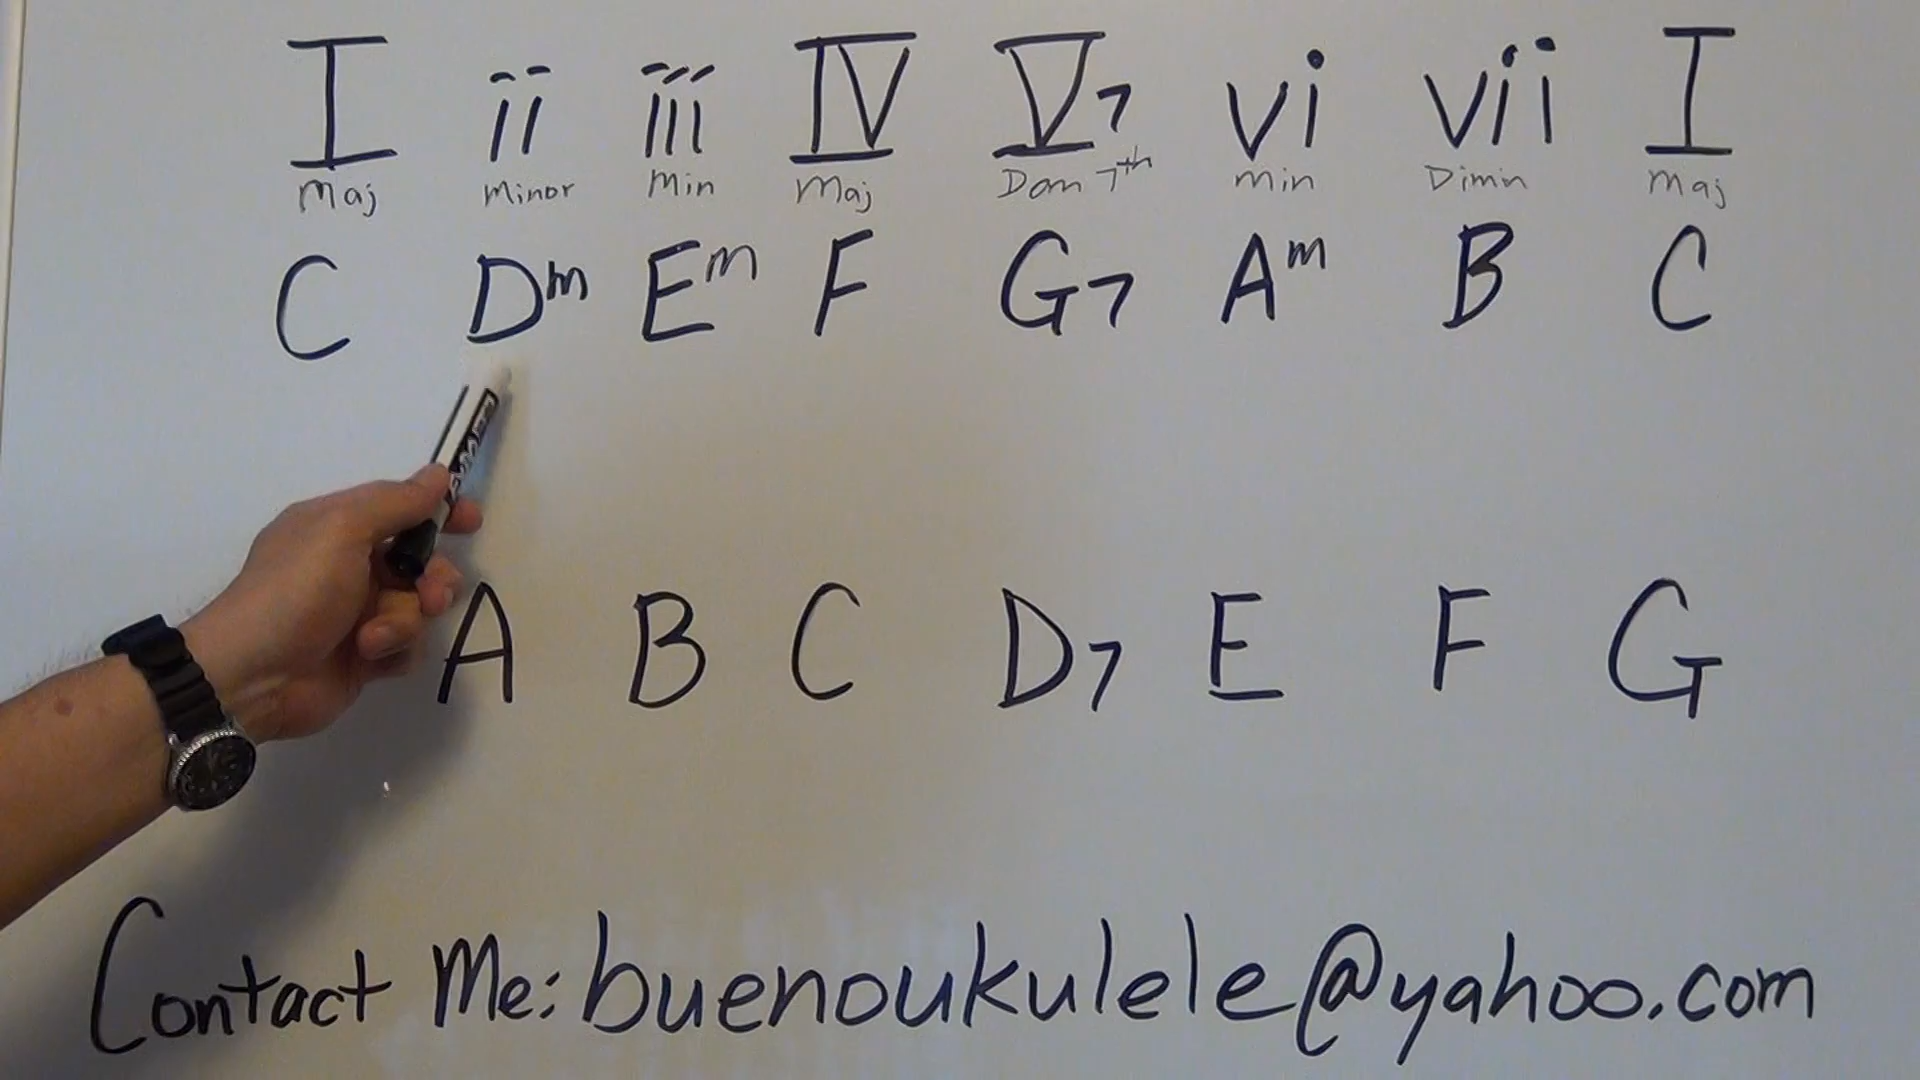 I ii iii IV V7 vi vii I
Maj Minor Min Maj Dom 7th Min Dimin Maj
C Dm Em F G7 Am B C
A B C D7 E F G
Contact Me: buenoukulele@yahoo.com